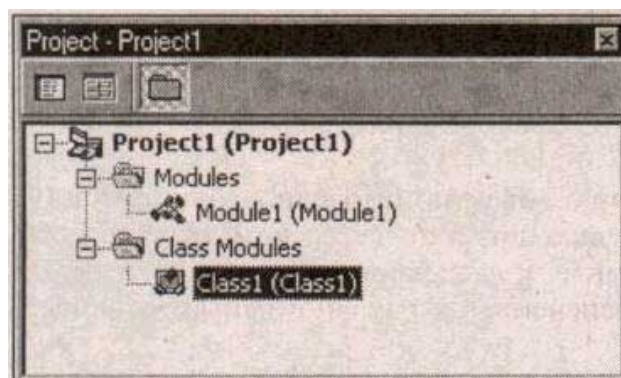 Project - Project1
Project1 (Project1)
Modules
Module1 (Module1)
Class Modules
Class1 (Class1)